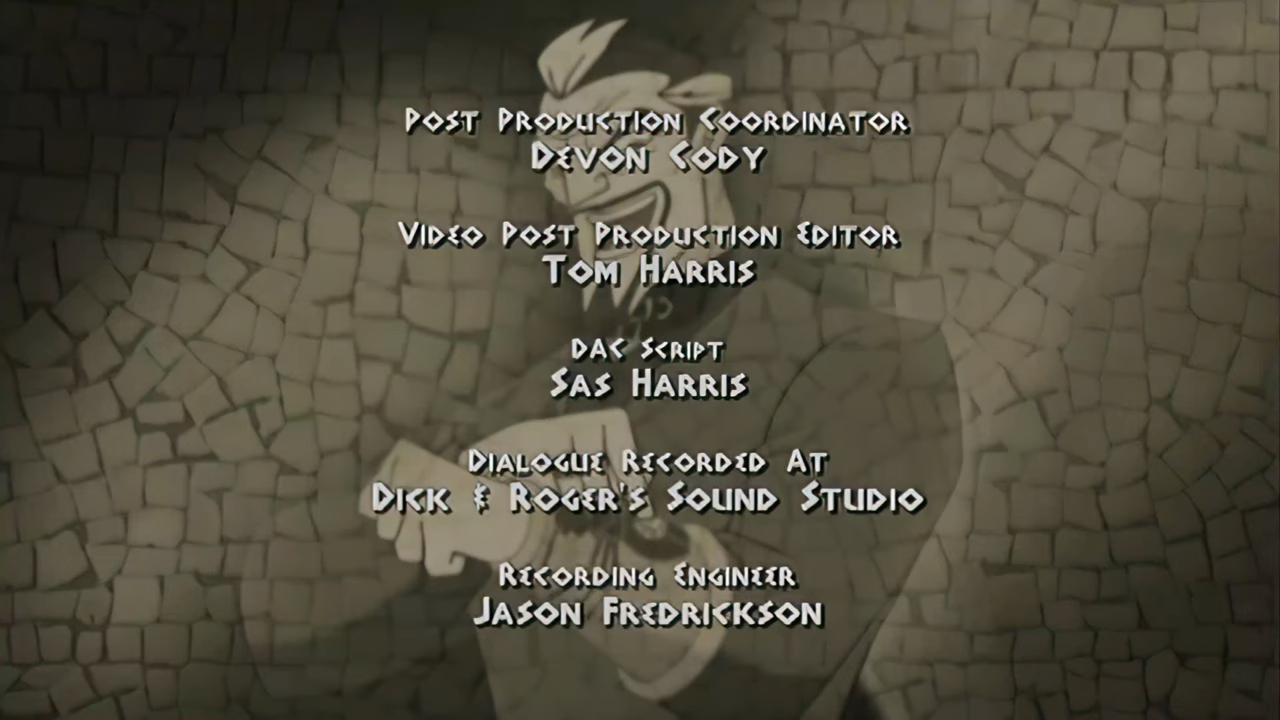 Post Production Coordinator
Devon Cody
Video Post Production Editor
Tom Harris
DAC Script
Sas Harris
Dialogue Recorded At
Dick & Roger's Sound Studio
Recording Engineer
Jason Fredrickson